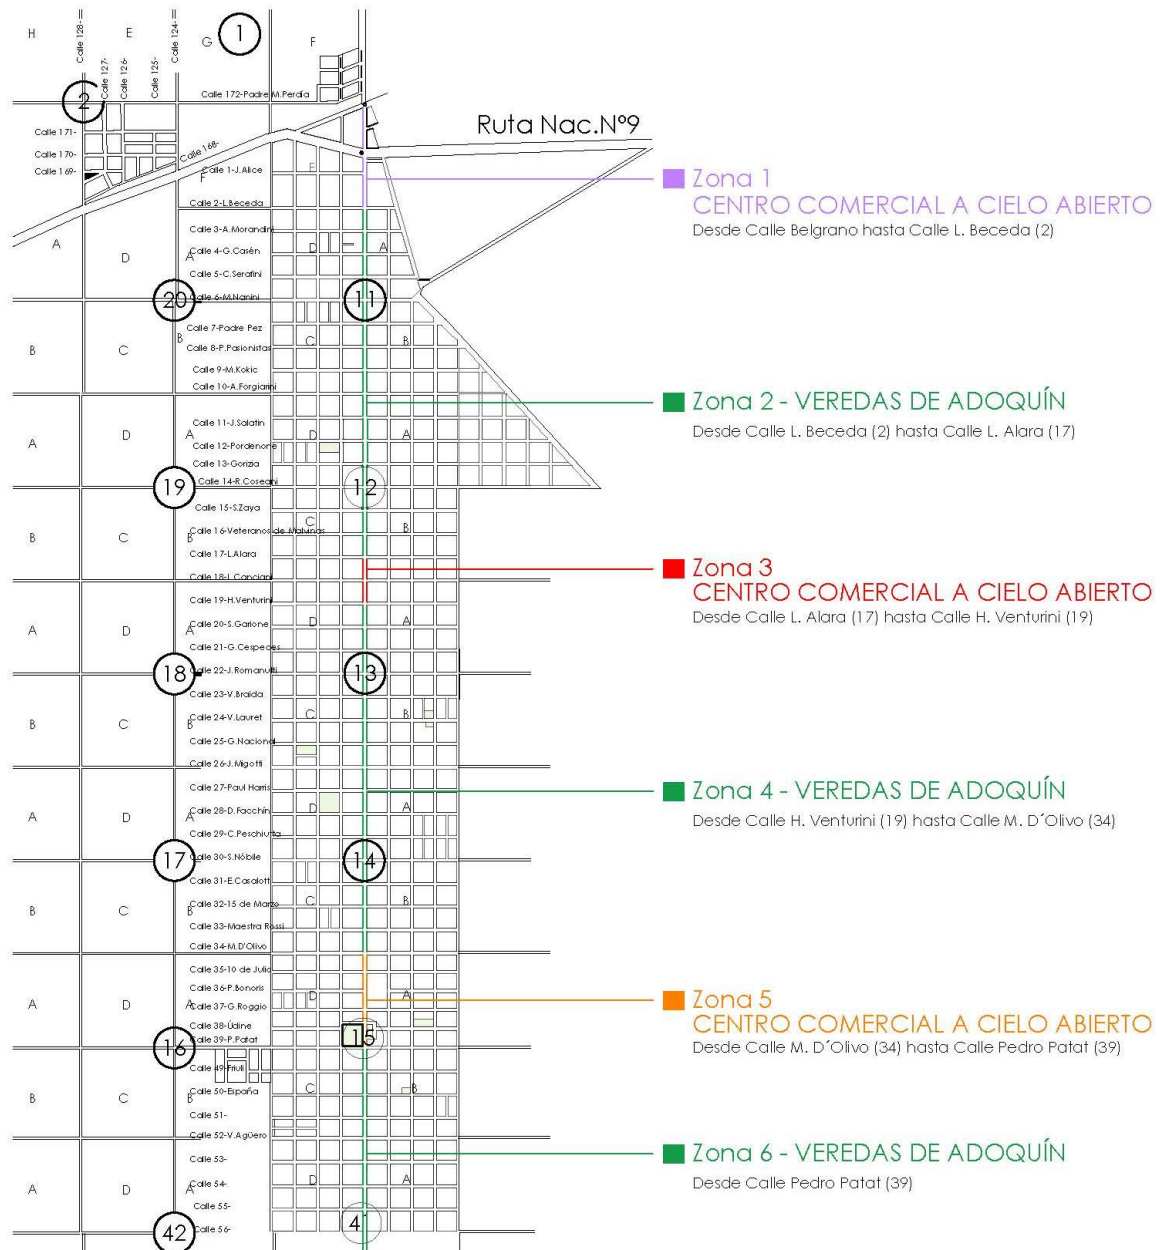 H
E
G
1
F
Calle 128-
Calle 124-
Calle 127-
Calle 126-
Calle 125-
2
Calle 172-Padre M.Perdía
Ruta Nac.Nº9
Calle 171-
Calle 170-
Calle 169-
Calle 168-
Calle 1-J.Alice
E
F
Calle 2-L.Beceda
Calle 3-A.Morandini
A
D
A
Calle 4-G.Casén
D
A
Calle 5-C.Serafini
20
Calle 6-M.Nanini
11
Calle 7-Padre Pez
B
C
B
Calle 8-P.Pasionistas
C
B
Calle 9-M.Kokic
Calle 10-A.Forgiarini
Calle 11-J.Salatin
A
D
A
D
A
Calle 12-Pordenone
Calle 13-Gorizia
19
Calle 14-R.Coseani
12
Calle 15-S.Zaya
B
C
B
Calle 16-Veteranos de Malvinas
C
B
Calle 17-L.Alara
Calle 18-L.Canciani
Calle 19-H.Venturini
A
D
A
Calle 20-S.Garione
D
A
Calle 21-G.Cespedes
18
Calle 22-J.Romanutti
13
Calle 23-V.Braida
B
C
B
Calle 24-V.Lauret
C
B
Calle 25-G.Nacional
Calle 26-J.Migotti
Calle 27-Paul Harris
A
D
A
Calle 28-D.Facchin
D
A
Calle 29-C.Peschiutta
17
Calle 30-S.Nóbile
14
Calle 31-E.Casalotti
B
C
B
Calle 32-15 de Marzo
C
B
Calle 33-Maestra Rossi
Calle 34-M.D'Olivo
Calle 35-10 de Julio
Calle 36-P.Bonoris
A
D
A
Calle 37-G.Roggio
D
A
Calle 38-Údine
16
Calle 39-P.Patat
15
Calle 49-Friuli
B
C
B
Calle 50-España
C
B
Calle 51-
Calle 52-V.Agüero
Calle 53-
A
D
A
Calle 54-
D
A
Calle 55-
42
Calle 56-
41
Zona 1
CENTRO COMERCIAL A CIELO ABIERTO
Desde Calle Belgrano hasta Calle L. Beceda (2)
Zona 2 - VEREDAS DE ADOQUÍN
Desde Calle L. Beceda (2) hasta Calle L. Alara (17)
Zona 3
CENTRO COMERCIAL A CIELO ABIERTO
Desde Calle L. Alara (17) hasta Calle H. Venturini (19)
Zona 4 - VEREDAS DE ADOQUÍN
Desde Calle H. Venturini (19) hasta Calle M. D´Olivo (34)
Zona 5
CENTRO COMERCIAL A CIELO ABIERTO
Desde Calle M. D´Olivo (34) hasta Calle Pedro Patat (39)
Zona 6 - VEREDAS DE ADOQUÍN
Desde Calle Pedro Patat (39)